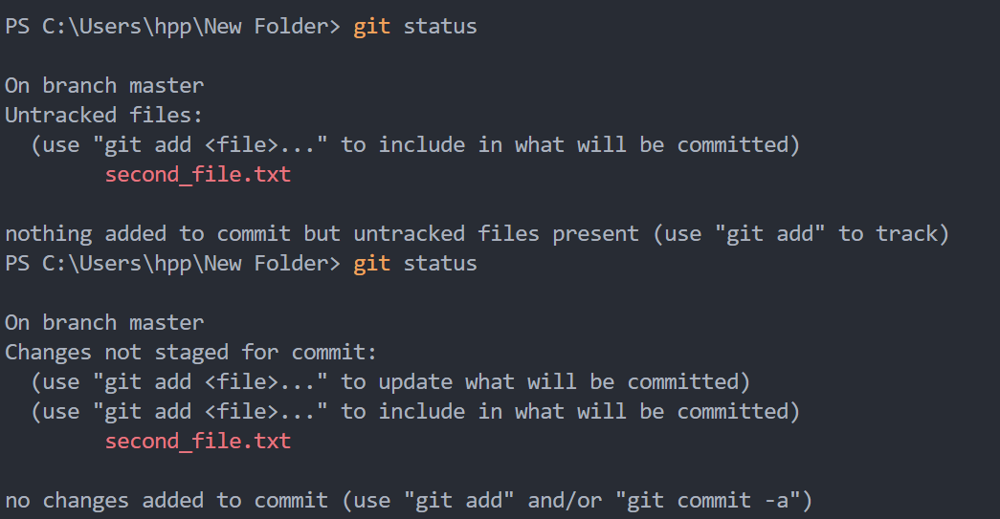 PS C:\Users\hpp\New Folder> git status
On branch master
Untracked files:
(use "git add <file>..." to include in what will be committed)
second_file.txt
nothing added to commit but untracked files present (use "git add" to track)
PS C:\Users\hpp\New Folder> git status
On branch master
Changes not staged for commit:
(use "git add <file>..." to update what will be committed)
(use "git add <file>..." to include in what will be committed)
second_file.txt
no changes added to commit (use "git add" and/or "git commit -a")